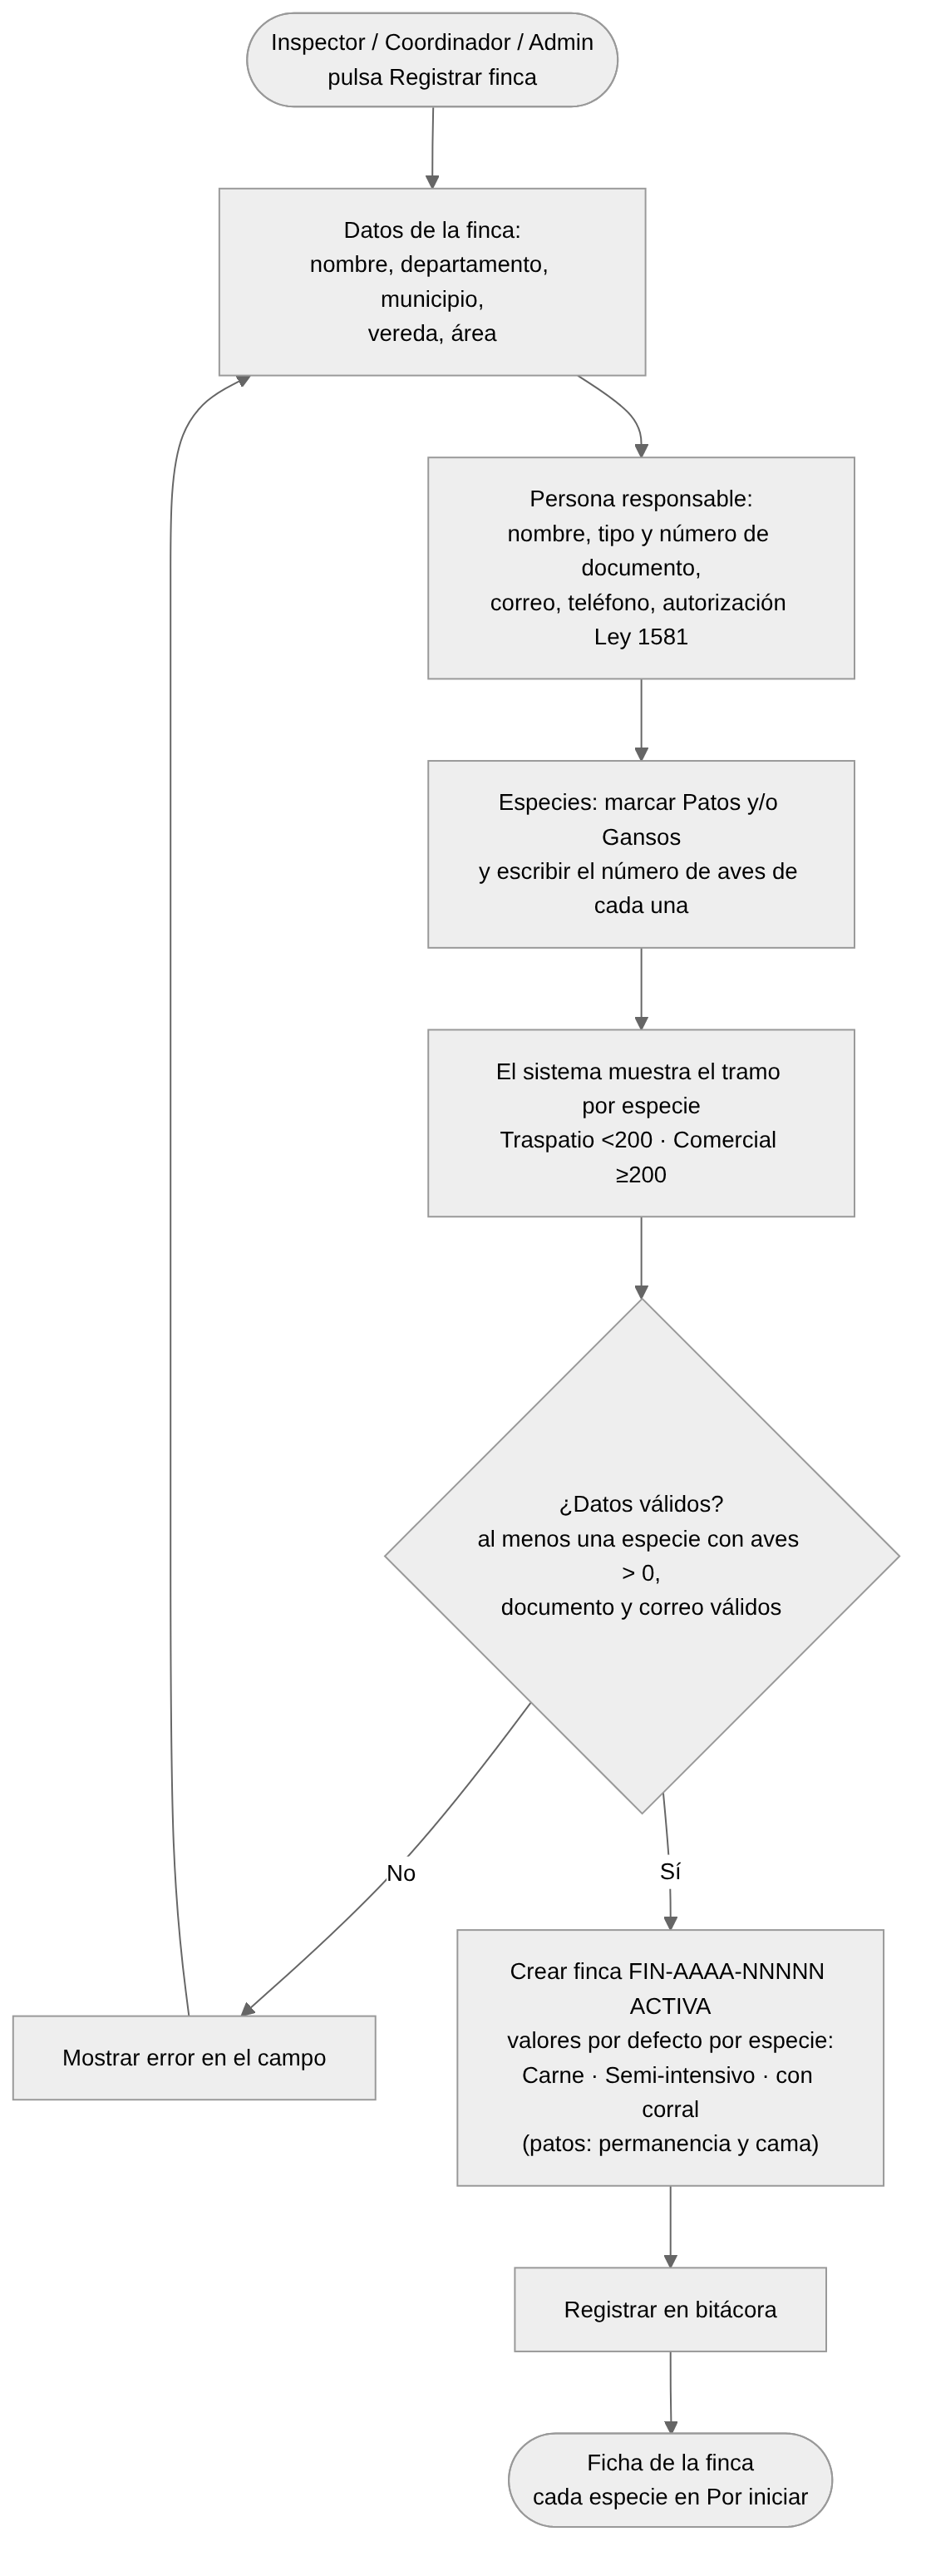 Inspector / Coordinador / Admin
pulsa Registrar finca
Datos de la finca:
nombre, departamento,
municipio,
vereda, área
Persona responsable:
nombre, tipo y número de
documento,
correo, teléfono, autorización
Ley 1581
Especies: marcar Patos y/o
Gansos
y escribir el número de aves de
cada una
El sistema muestra el tramo
por especie
Traspatio <200 · Comercial
≥200
¿Datos válidos?
al menos una especie con aves
> 0,
documento y correo válidos
No
Sí
Mostrar error en el campo
Crear finca FIN-AAAA-NNNNN
ACTIVA
valores por defecto por especie:
Carne · Semi-intensivo · con
corral
(patos: permanencia y cama)
Registrar en bitácora
Ficha de la finca
cada especie en Por iniciar